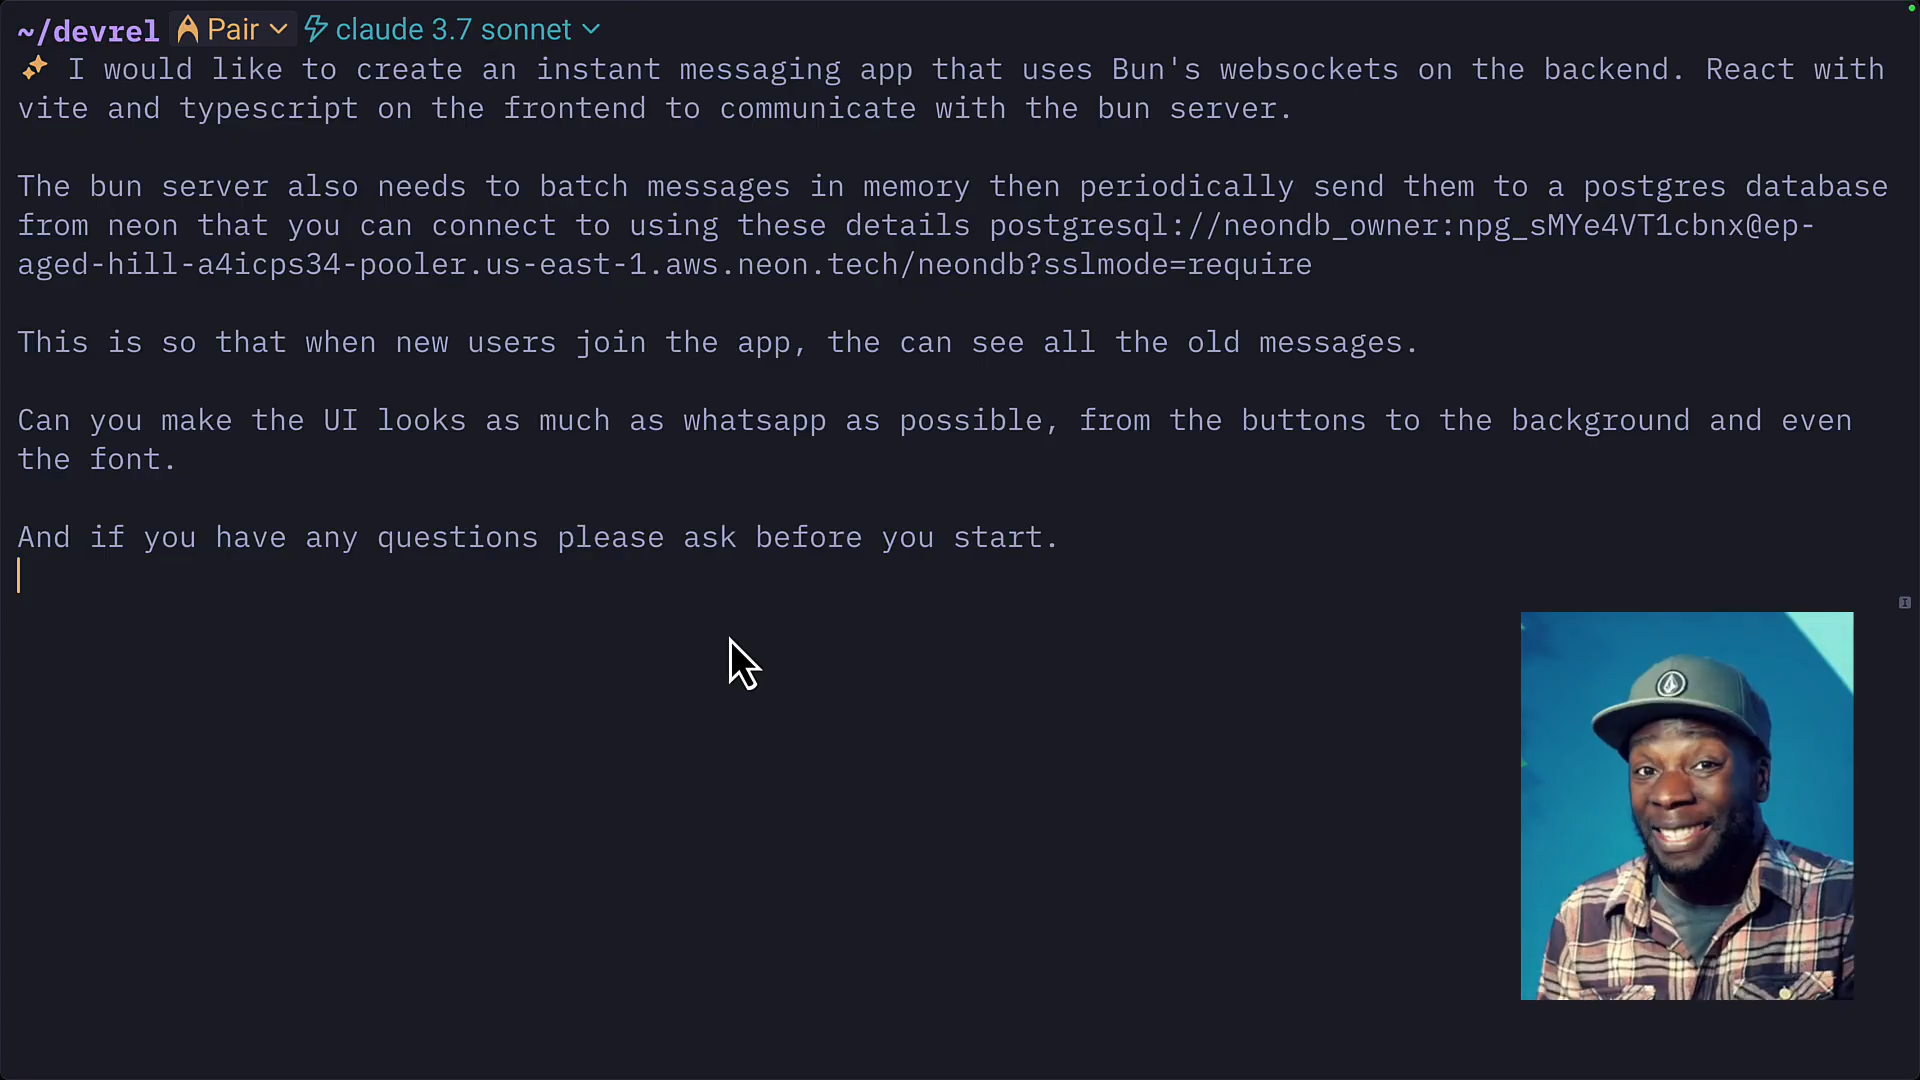 ~/devrel Pair claude 3.7 sonnet
I would like to create an instant messaging app that uses Bun's websockets on the backend. React with
vite and typescript on the frontend to communicate with the bun server.
The bun server also needs to batch messages in memory then periodically send them to a postgres database
from neon that you can connect to using these details postgresql://neondb_owner:npg_sMYe4VT1cbnx@ep-
aged-hill-a4icps34-pooler.us-east-1.aws.neon.tech/neondb?sslmode=require
This is so that when new users join the app, the can see all the old messages.
Can you make the UI looks as much as whatsapp as possible, from the buttons to the background and even
the font.
And if you have any questions please ask before you start.